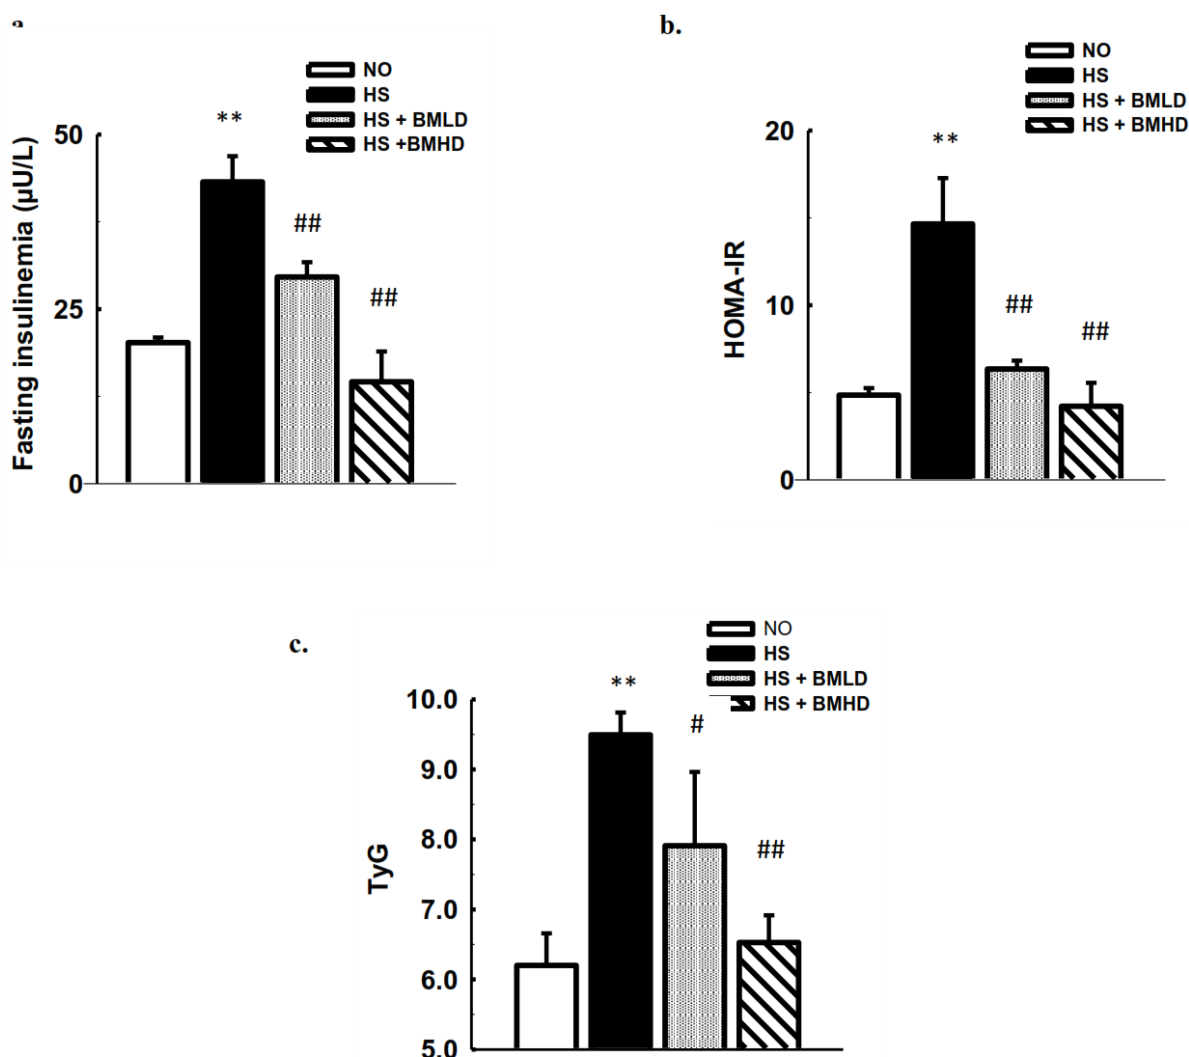 a
NO
HS
HS + BMLD
HS +BMHD
**
##
##
50
25
0
Fasting insulinemia (µU/L)
b.
NO
HS
HS + BMLD
HS + BMHD
**
##
##
20
10
0
HOMA-IR
c.
NO
HS
HS + BMLD
HS + BMHD
**
#
##
10.0
9.0
8.0
7.0
6.0
5.0
TyG